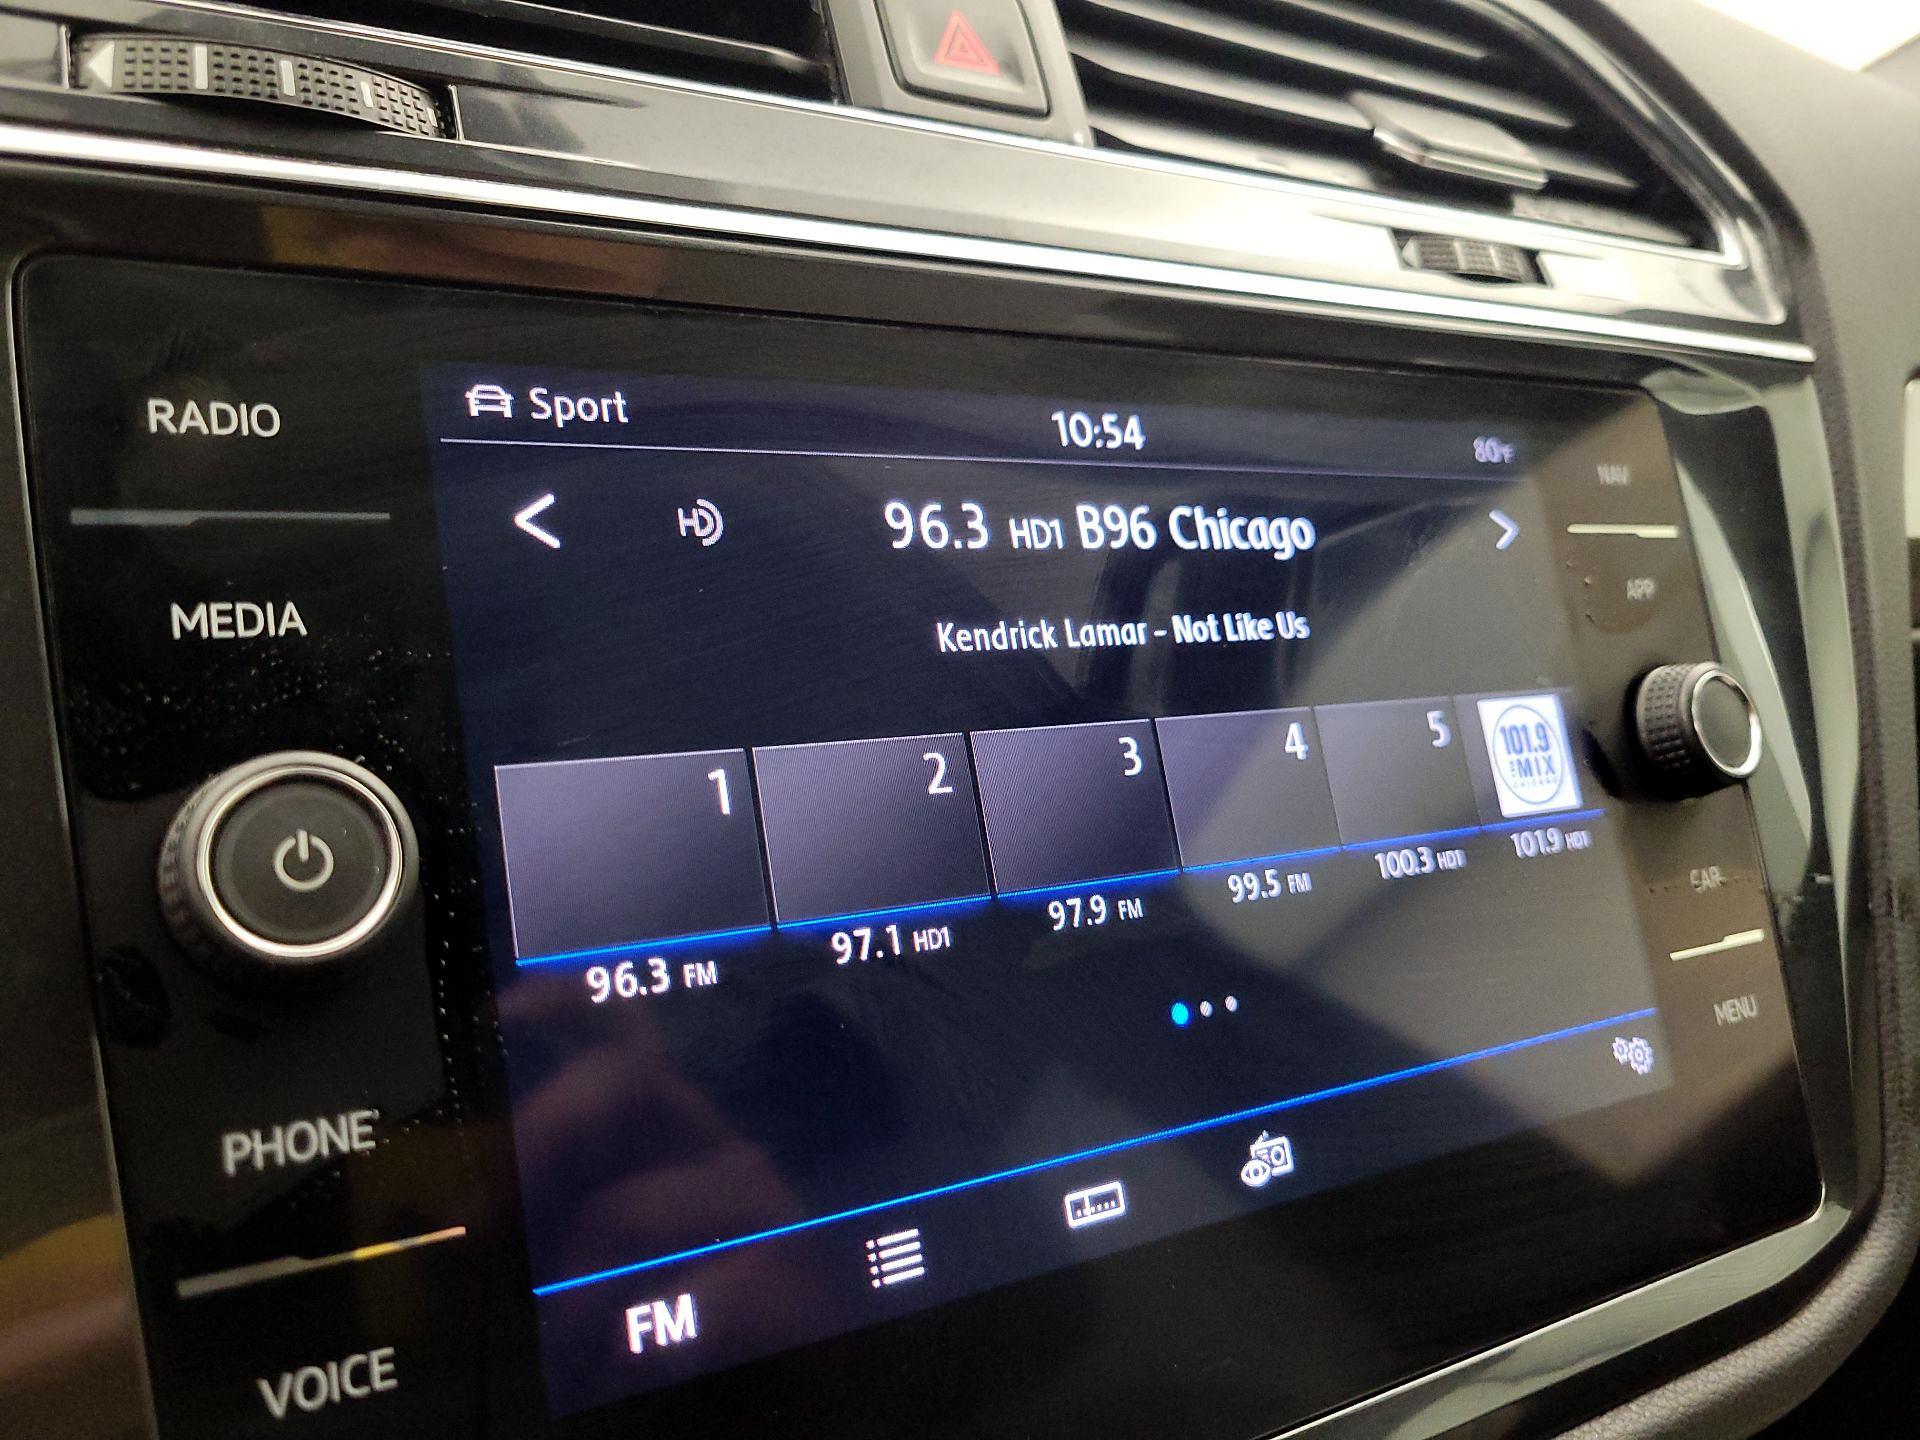 RADIO
MEDIA
PHONE
VOICE
Sport
10:54
80°F
HD
96.3 HD1 B96 Chicago
Kendrick Lamar - Not Like Us
1
2
3
4
5
101.9
THE MIX
CHICAGO
96.3 FM
97.1 HD1
97.9 FM
99.5 FM
100.3 HD1
101.9 HD1
FM
NAV
APP
CAR
MENU